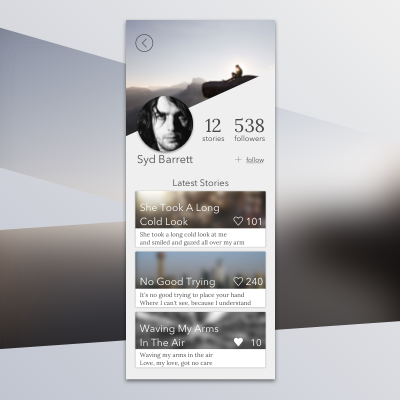 12
stories
538
followers
Syd Barrett
+ follow
Latest Stories
She Took A Long
Cold Look
101
She took a long cold look at me
and smiled and gazed all over my arm
No Good Trying
240
It's no good trying to place your hand
Where I can't see, because I understand
Waving My Arms
In The Air
10
Waving my arms in the air
Love, my love, got no care